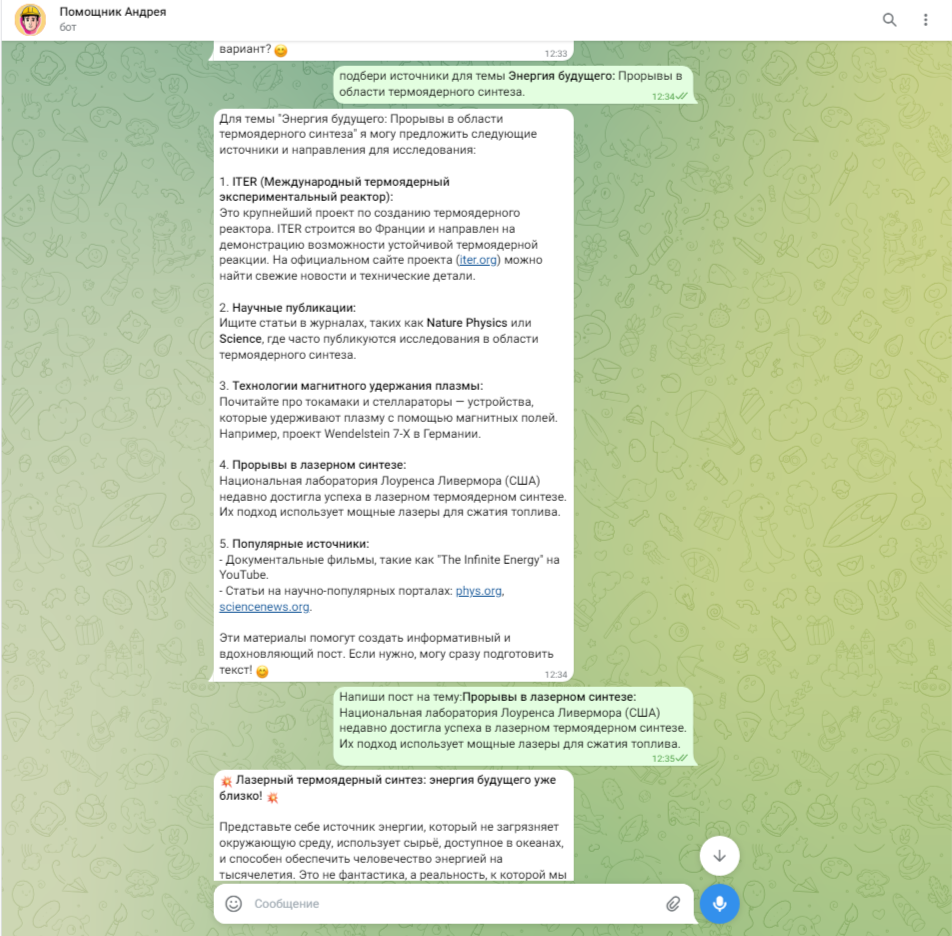 Помощник Андрея
бот
вариант? 😊
12:33
подбери источники для темы Энергия будущего: Прорывы в
области термоядерного синтеза.
12:34
Для темы "Энергия будущего: Прорывы в области
термоядерного синтеза" я могу предложить следующие
источники и направления для исследования:
1. ITER (Международный термоядерный
экспериментальный реактор):
Это крупнейший проект по созданию термоядерного
реактора. ITER строится во Франции и направлен на
демонстрацию возможности устойчивой термоядерной
реакции. На официальном сайте проекта (iter.org) можно
найти свежие новости и технические детали.
2. Научные публикации:
Ищите статьи в журналах, таких как Nature Physics или
Science, где часто публикуются исследования в области
термоядерного синтеза.
3. Технологии магнитного удержания плазмы:
Почитайте про токамаки и стеллараторы — устройства,
которые удерживают плазму с помощью магнитных полей.
Например, проект Wendelstein 7-X в Германии.
4. Прорывы в лазерном синтезе:
Национальная лаборатория Лоуренса Ливермора (США)
недавно достигла успеха в лазерном термоядерном синтезе.
Их подход использует мощные лазеры для сжатия топлива.
5. Популярные источники:
- Документальные фильмы, такие как "The Infinite Energy" на
YouTube.
- Статьи на научно-популярных порталах: phys.org,
sciencenews.org.
Эти материалы помогут создать информативный и
вдохновляющий пост. Если нужно, могу сразу подготовить
текст! 😊
12:34
Напиши пост на тему:Прорывы в лазерном синтезе:
Национальная лаборатория Лоуренса Ливермора (США)
недавно достигла успеха в лазерном термоядерном синтезе.
Их подход использует мощные лазеры для сжатия топлива.
12:35
💥 Лазерный термоядерный синтез: энергия будущего уже
близко! 💥
Представьте себе источник энергии, который не загрязняет
окружающую среду, использует сырьё, доступное в океанах,
и способен обеспечить человечество энергией на
тысячелетия. Это не фантастика, а реальность, к которой мы
Сообщение